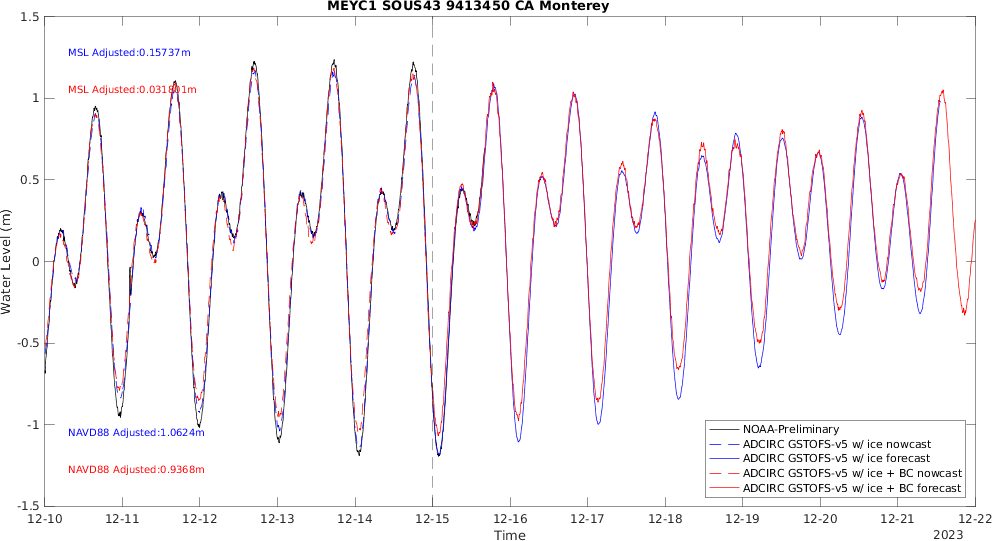 MEYC1 SOUS43 9413450 CA Monterey
1.5
1
0.5
0
-0.5
-1
-1.5
Water Level (m)
MSL Adjusted:0.15737m
MSL Adjusted:0.031801m
NAVD88 Adjusted:1.0624m
NAVD88 Adjusted:0.9368m
NOAA-Preliminary
ADCIRC GSTOFS-v5 w/ ice nowcast
ADCIRC GSTOFS-v5 w/ ice forecast
ADCIRC GSTOFS-v5 w/ ice + BC nowcast
ADCIRC GSTOFS-v5 w/ ice + BC forecast
12-10 12-11 12-12 12-13 12-14 12-15 12-16 12-17 12-18 12-19 12-20 12-21 12-22
Time
2023